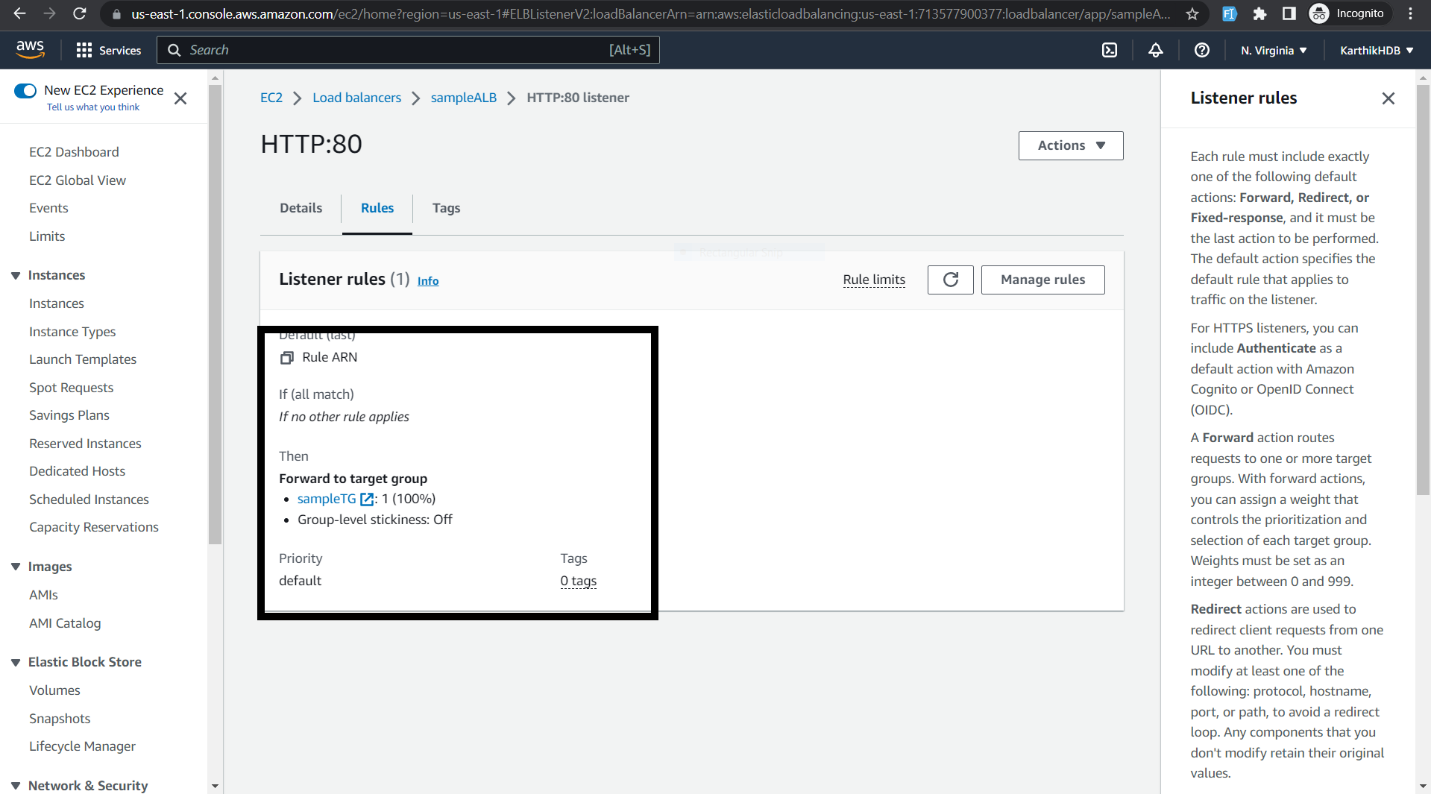 us-east-1.console.aws.amazon.com/ec2/home?region=us-east-1#ELBListenerV2:loadBalancerArn=arn:aws:elasticloadbalancing:us-east-1:713577900377:loadbalancer/app/sampleA...
Incognito
aws
Services
Search
[Alt+S]
N. Virginia
KarthikHDB
New EC2 Experience
Tell us what you think
EC2 Dashboard
EC2 Global View
Events
Limits
Instances
Instances
Instance Types
Launch Templates
Spot Requests
Savings Plans
Reserved Instances
Dedicated Hosts
Scheduled Instances
Capacity Reservations
Images
AMIs
AMI Catalog
Elastic Block Store
Volumes
Snapshots
Lifecycle Manager
Network & Security
EC2 > Load balancers > sampleALB > HTTP:80 listener
HTTP:80
Actions
Details
Rules
Tags
Listener rules (1) Info
Rule limits
Manage rules
Default (last)
Rule ARN
If (all match)
If no other rule applies
Then
Forward to target group
• sampleTG : 1 (100%)
• Group-level stickiness: Off
Priority
default
Tags
0 tags
Listener rules
Each rule must include exactly
one of the following default
actions: Forward, Redirect, or
Fixed-response, and it must be
the last action to be performed.
The default action specifies the
default rule that applies to
traffic on the listener.
For HTTPS listeners, you can
include Authenticate as a
default action with Amazon
Cognito or OpenID Connect
(OIDC).
A Forward action routes
requests to one or more target
groups. With forward actions,
you can assign a weight that
controls the prioritization and
selection of each target group.
Weights must be set as an
integer between 0 and 999.
Redirect actions are used to
redirect client requests from one
URL to another. You must
modify at least one of the
following: protocol, hostname,
port, or path, to avoid a redirect
loop. Any components that you
don't modify retain their original
values.